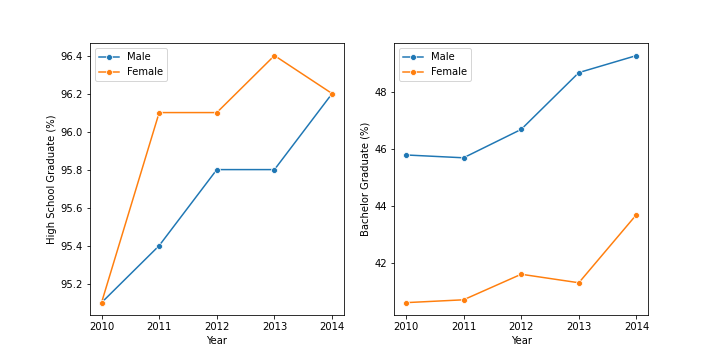 Male
Female
96.4
96.2
96.0
95.8
95.6
95.4
95.2
High School Graduate (%)
2010 2011 2012 2013 2014
Year
Male
Female
48
46
44
42
Bachelor Graduate (%)
2010 2011 2012 2013 2014
Year